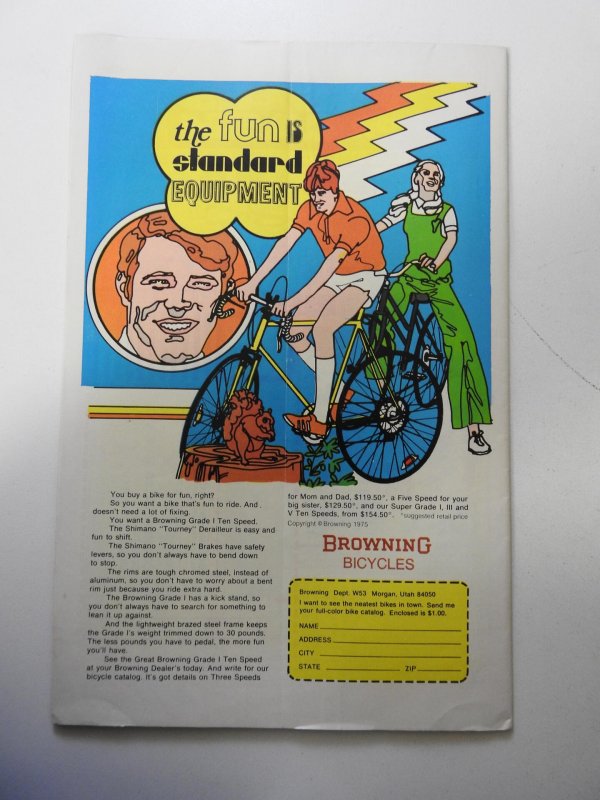 the fun is
standard
EQUIPMENT
You buy a bike for fun, right?
So you want a bike that's fun to ride. And
doesn't need a lot of fixing.
You want a Browning Grade I Ten Speed.
The Shimano "Tourney" Derailleur is easy and
fun to shift.
The Shimano "Tourney" Brakes have safety
levers, so you don't always have to bend down
to stop.
The rims are tough chromed steel, instead of
aluminum, so you don't have to worry about a bent
rim just because you ride extra hard.
The Browning Grade I has a kick stand, so
you don't always have to search for something to
lean it up against.
And the lightweight brazed steel frame keeps
the Grade I's weight trimmed down to 30 pounds.
The less pounds you have to pedal, the more fun
you'll have.
See the Great Browning Grade I Ten Speed
at your Browning Dealer's today. And write for our
bicycle catalog. It's got details on Three Speeds
for Mom and Dad, $119.50*, a Five Speed for your
big sister, $129.50*, and our Super Grade I, III and
V Ten Speeds, from $154.50*. *suggested retail price
Copyright © Browning 1975
BROWNING
BICYCLES
Browning Dept. W53 Morgan, Utah 84050
I want to see the neatest bikes in town. Send me
your full-color bike catalog. Enclosed is $1.00.
NAME
ADDRESS
CITY
STATE ZIP